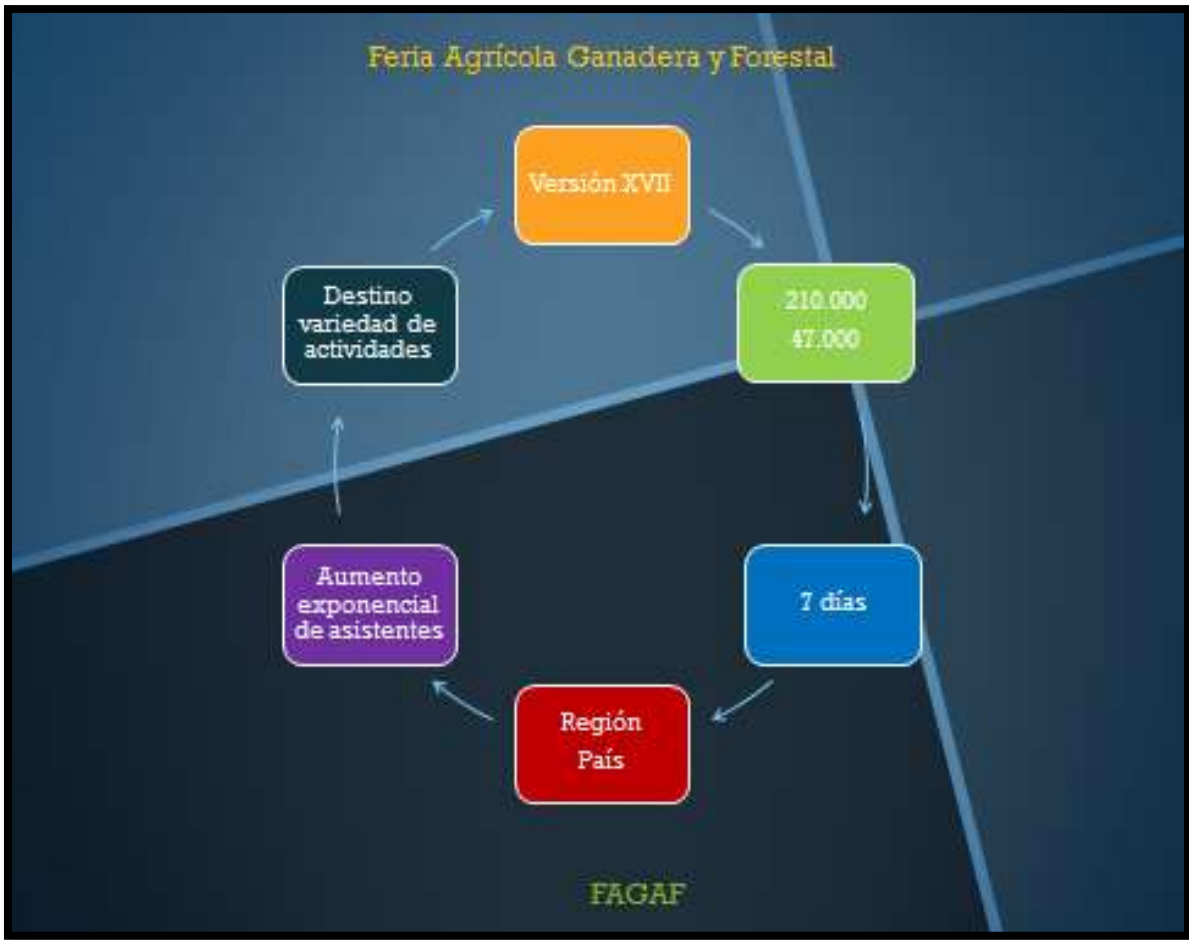 Feria Agrícola Ganadera y Forestal
Versión XVII
210.000
47.000
7 días
Región
País
Aumento
exponencial
de asistentes
Destino
variedad de
actividades
FAGAF